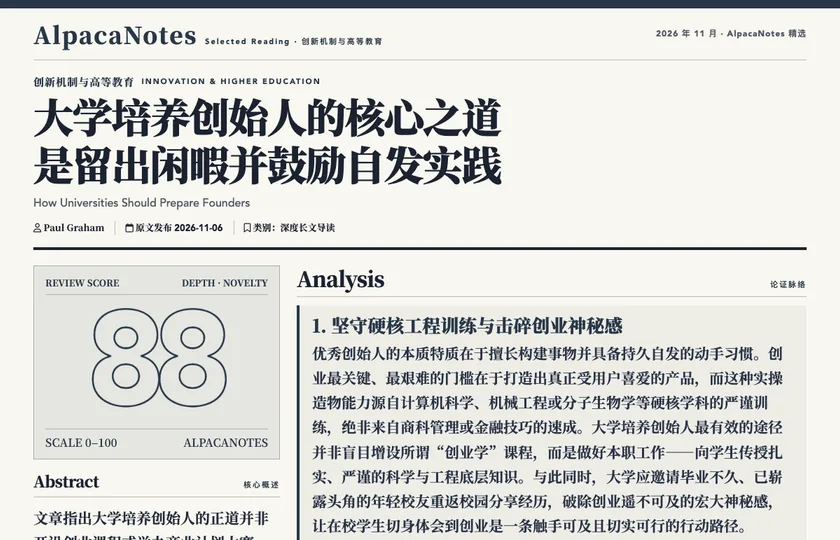 AlpacaNotes Selected Reading · 创新机制与高等教育
2026 年 11 月 · AlpacaNotes 精选
创新机制与高等教育 INNOVATION & HIGHER EDUCATION
大学培养创始人的核心之道
是留出闲暇并鼓励自发实践
How Universities Should Prepare Founders
Paul Graham 原文发布 2026-11-06 类别：深度长文导读
REVIEW SCORE DEPTH · NOVELTY
88
SCALE 0–100 ALPACANOTES
Abstract 核心概述
文章指出大学培养创始人的正道并非
Analysis 论证脉络
1. 坚守硬核工程训练与击碎创业神秘感
优秀创始人的本质特质在于擅长构建事物并具备持久自发的动手习惯。创
业最关键、最艰难的门槛在于打造出真正受用户喜爱的产品，而这种实操
造物能力源自计算机科学、机械工程或分子生物学等硬核学科的严谨训
练，绝非来自商科管理或金融技巧的速成。大学培养创始人最有效的途径
并非盲目增设所谓“创业学”课程，而是做好本职工作——向学生传授扎
实、严谨的科学与工程底层知识。与此同时，大学应邀请毕业不久、已崭
露头角的年轻校友重返校园分享经历，破除创业遥不可及的宏大神秘感，
让在校学生切身体会到创业是一条触手可及且切实可行的行动路径。